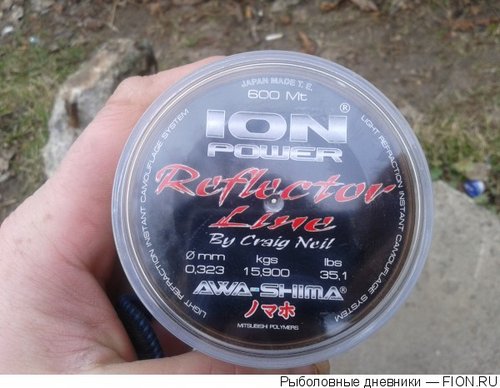 JAPAN MADE T.E.
600 Mt
ION®
POWER
Reflector
Line
By Craig Neil
Ø mm kgs lbs
0,323 15,900 35,1
AWA-SHIMA®
ノマホ
MITSUBISHI POLYMERS
LIGHT REFRACTION INSTANT CAMOUFLAGE SYSTEM
LIGHT REFRACTION INSTANT CAMOUFLAGE SYSTEM
Рыболовные дневники — FION.RU